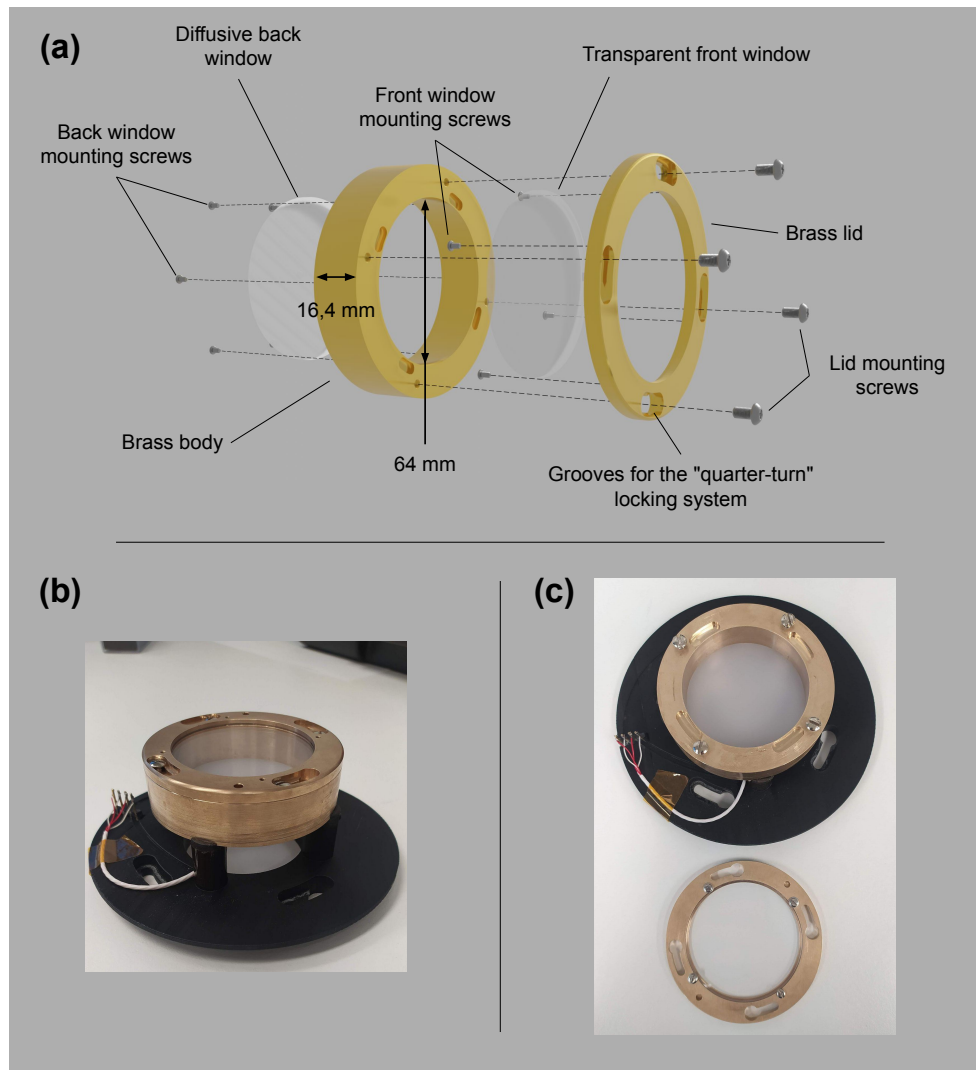 (a)
Diffusive back
window
Transparent front window
Front window
mounting screws
Back window
mounting screws
Brass lid
16,4 mm
Lid mounting
screws
Brass body
64 mm
Grooves for the "quarter-turn"
locking system
(b)
(c)